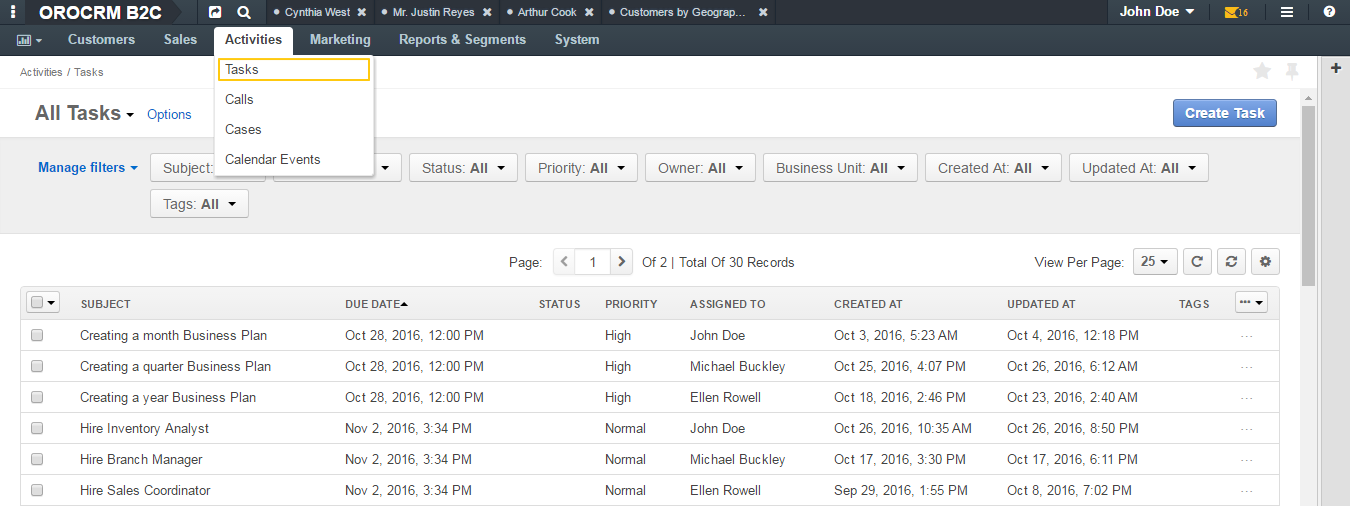 OROCRM B2C Cynthia West Mr. Justin Reyes Arthur Cook Customers by Geograp... John Doe 16
Customers Sales Activities Marketing Reports & Segments System
Activities / Tasks
Tasks
Calls
Cases
Calendar Events
All Tasks Options Create Task
Manage filters Subject: Status: All Priority: All Owner: All Business Unit: All Created At: All Updated At: All
Tags: All
Page: 1 Of 2 | Total Of 30 Records View Per Page: 25
SUBJECT DUE DATE STATUS PRIORITY ASSIGNED TO CREATED AT UPDATED AT TAGS
Creating a month Business Plan Oct 28, 2016, 12:00 PM High John Doe Oct 3, 2016, 5:23 AM Oct 4, 2016, 12:18 PM ...
Creating a quarter Business Plan Oct 28, 2016, 12:00 PM High Michael Buckley Oct 25, 2016, 4:07 PM Oct 26, 2016, 6:12 AM ...
Creating a year Business Plan Oct 28, 2016, 12:00 PM High Ellen Rowell Oct 18, 2016, 2:46 PM Oct 23, 2016, 2:40 AM ...
Hire Inventory Analyst Nov 2, 2016, 3:34 PM Normal John Doe Oct 26, 2016, 10:35 AM Oct 26, 2016, 8:50 PM ...
Hire Branch Manager Nov 2, 2016, 3:34 PM Normal Michael Buckley Oct 17, 2016, 3:30 PM Oct 17, 2016, 6:11 PM ...
Hire Sales Coordinator Nov 2, 2016, 3:34 PM Normal Ellen Rowell Sep 29, 2016, 1:55 PM Oct 8, 2016, 7:02 PM ...